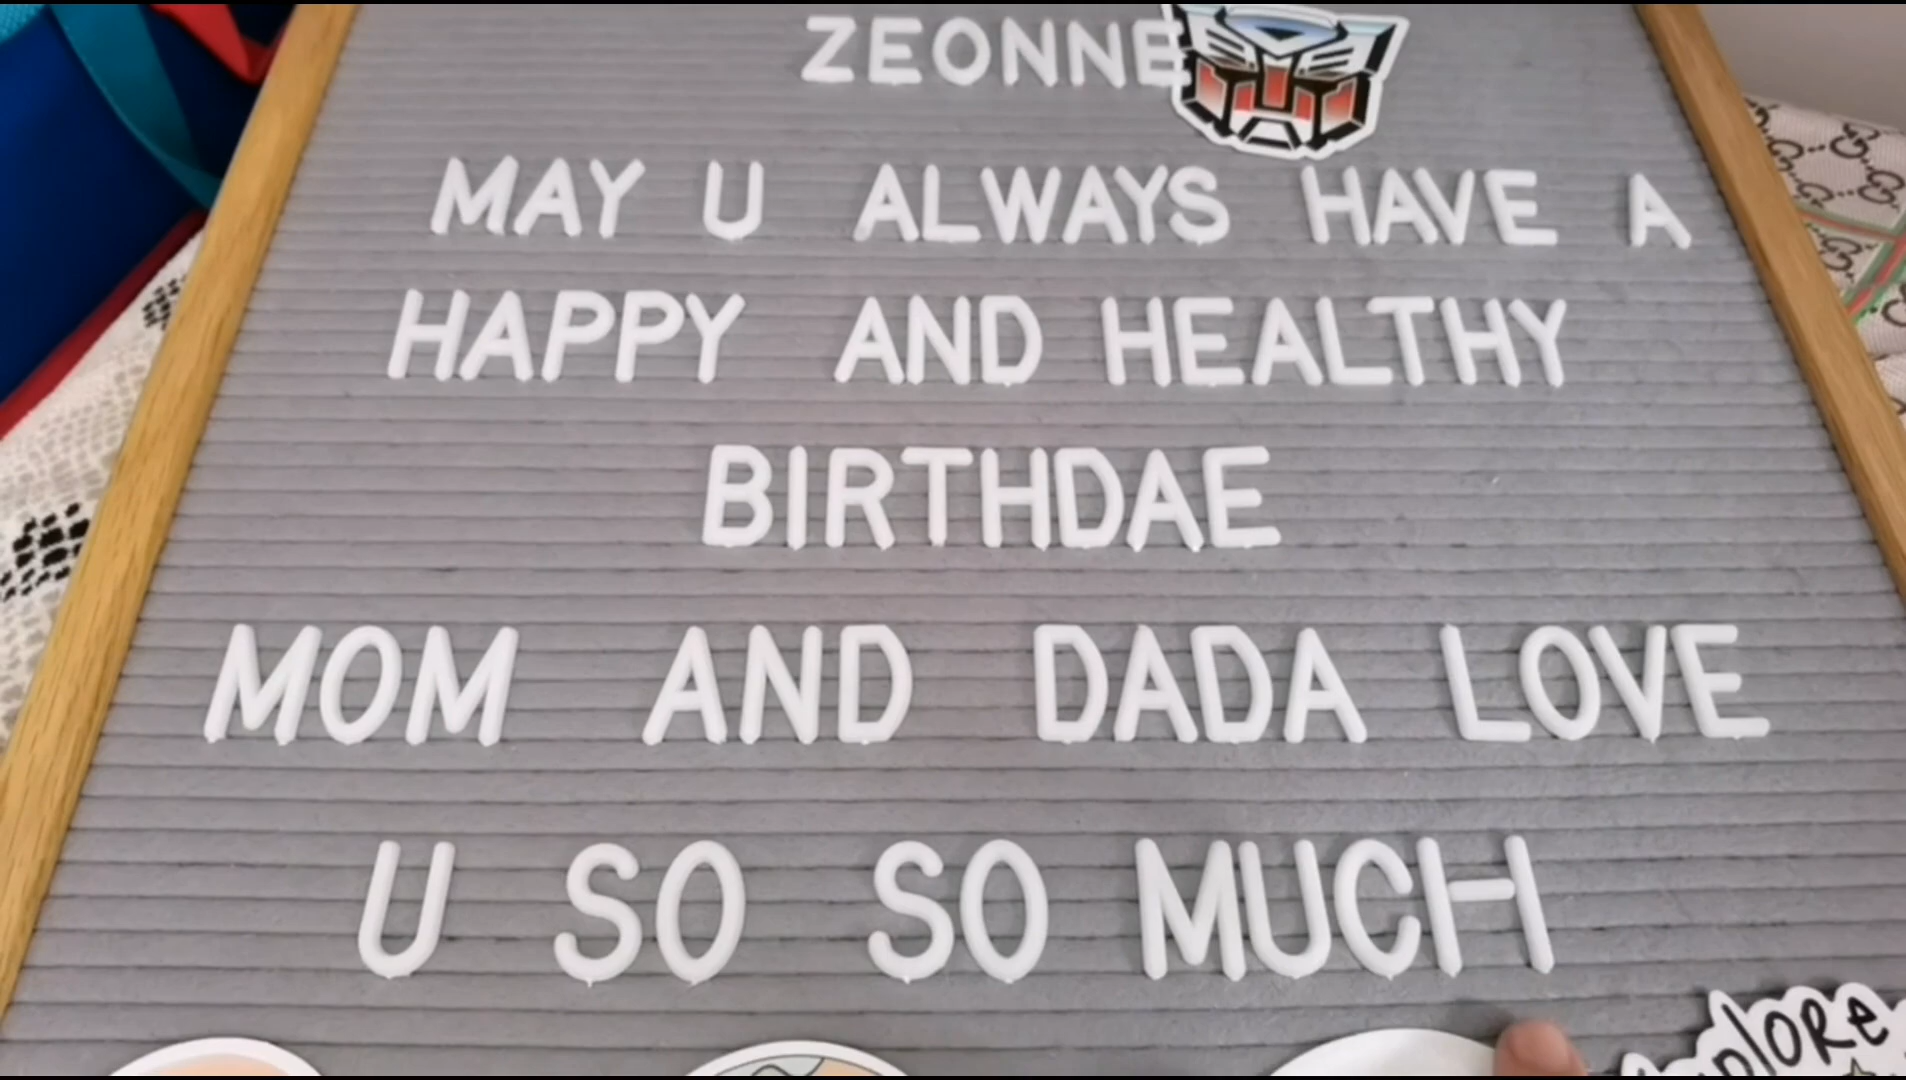 ZEONNE
MAY U ALWAYS HAVE A
HAPPY AND HEALTHY
BIRTHDAE
MOM AND DADA LOVE
U SO SO MUCH